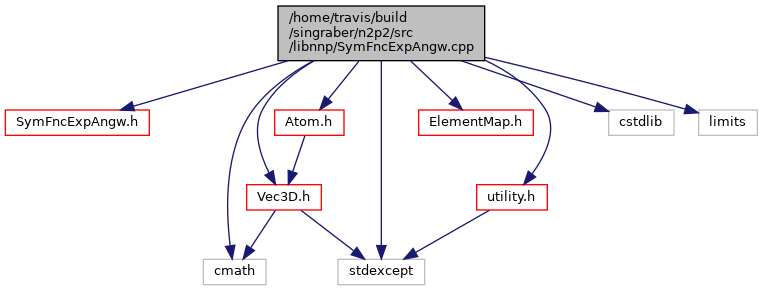 /home/travis/build
/singraber/n2p2/src
/libnnp/SymFncExpAngw.cpp
SymFncExpAngw.h
Atom.h
ElementMap.h
cstdlib
limits
Vec3D.h
utility.h
cmath
stdexcept